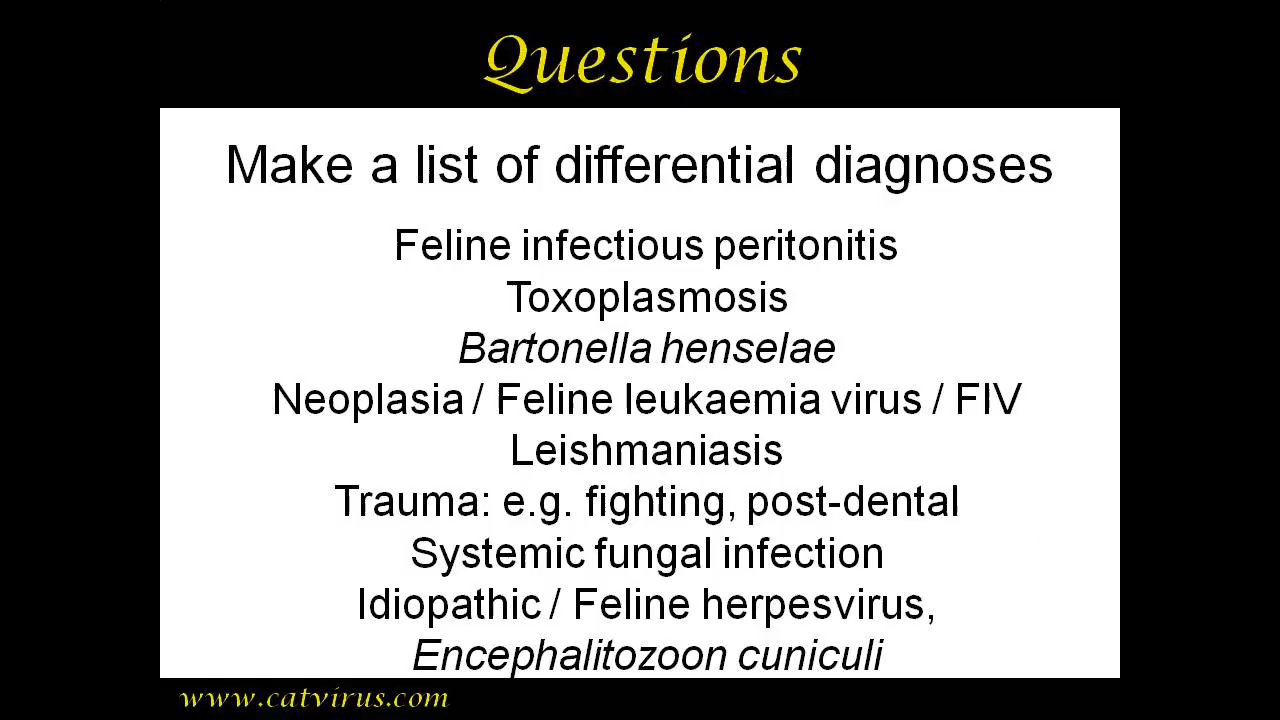 Questions
Make a list of differential diagnoses
Feline infectious peritonitis
Toxoplasmosis
Bartonella henselae
Neoplasia / Feline leukaemia virus / FIV
Leishmaniasis
Trauma: e.g. fighting, post-dental
Systemic fungal infection
Idiopathic / Feline herpesvirus,
Encephalitozoon cuniculi
www.catvirus.com